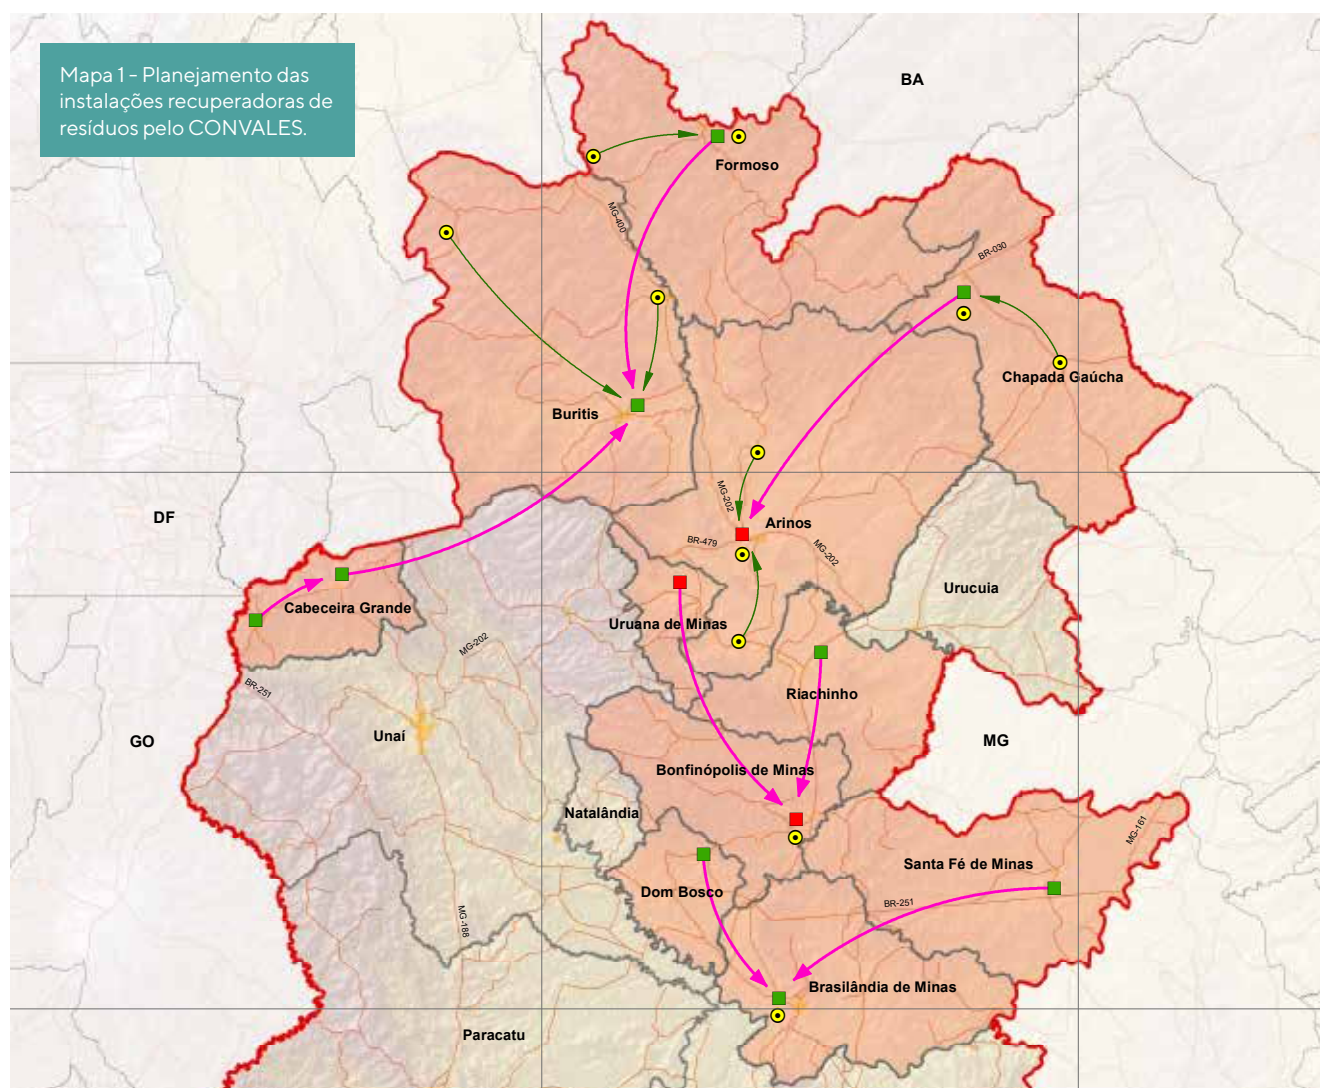 Mapa 1 - Planejamento das
instalações recuperadoras de
resíduos pelo CONVALES.
BA
Formoso
MG-400
BR-030
Chapada Gaúcha
Buritis
MG-202
DF
Arinos
BR-479
MG-202
Urucuia
Cabeceira Grande
Uruana de Minas
MG-202
BR-251
Riachinho
GO
Unaí
MG
Bonfinópolis de Minas
Natalândia
MG-161
Santa Fé de Minas
Dom Bosco
BR-251
MG-188
Brasilândia de Minas
Paracatu